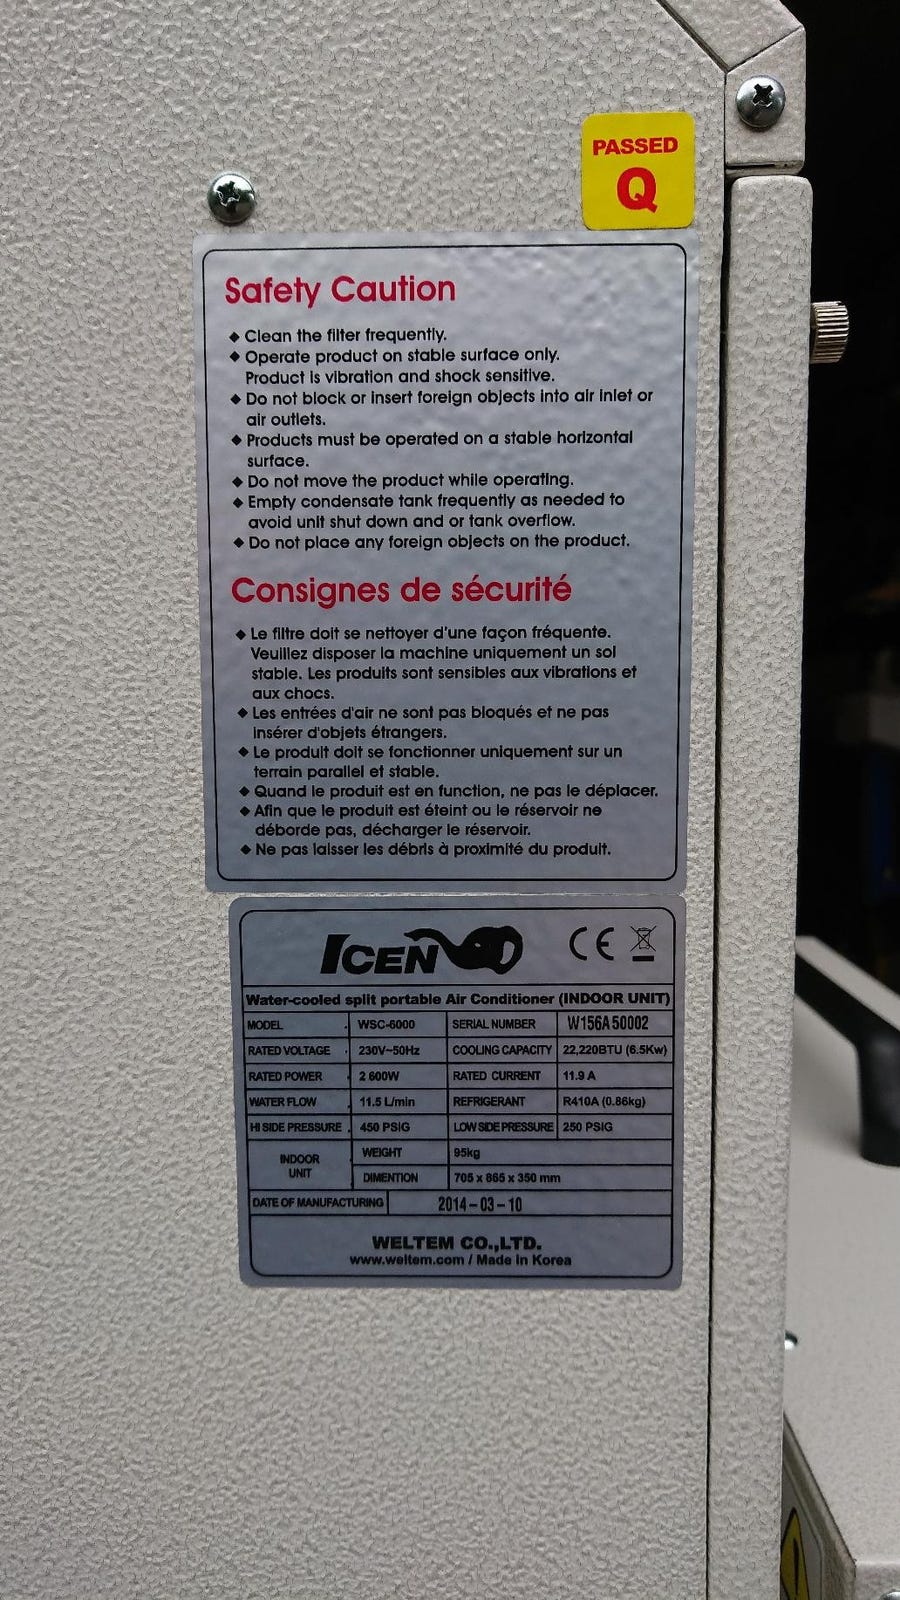 PASSED
Q
Safety Caution
◆ Clean the filter frequently.
◆ Operate product on stable surface only.
Product is vibration and shock sensitive.
◆ Do not block or insert foreign objects into air inlet or
air outlets.
◆ Products must be operated on a stable horizontal
surface.
◆ Do not move the product while operating.
◆ Empty condensate tank frequently as needed to
avoid unit shut down and or tank overflow.
◆ Do not place any foreign objects on the product.
Consignes de sécurité
◆ Le filtre doit se nettoyer d'une façon fréquente.
Veuillez disposer la machine uniquement un sol
stable. Les produits sont sensibles aux vibrations et
aux chocs.
◆ Les entrées d'air ne sont pas bloqués et ne pas
insérer d'objets étrangers.
◆ Le produit doit se fonctionner uniquement sur un
terrain parallel et stable.
◆ Quand le produit est en function, ne pas le déplacer.
◆ Afin que le produit est éteint ou le réservoir ne
déborde pas, décharger le réservoir.
◆ Ne pas laisser les débris à proximité du produit.
ICEN CE
Water-cooled split portable Air Conditioner (INDOOR UNIT)
MODEL WSC-6000 SERIAL NUMBER W156A50002
RATED VOLTAGE 230V~50Hz COOLING CAPACITY 22,220BTU (6.5Kw)
RATED POWER 2 600W RATED CURRENT 11.9 A
WATER FLOW 11.5 L/min REFRIGERANT R410A (0.86kg)
HI SIDE PRESSURE 450 PSIG LOW SIDE PRESSURE 250 PSIG
INDOOR UNIT WEIGHT 95kg
DIMENTION 705 x 865 x 350 mm
DATE OF MANUFACTURING 2014-03-10
WELTEM CO.,LTD.
www.weltem.com / Made in Korea